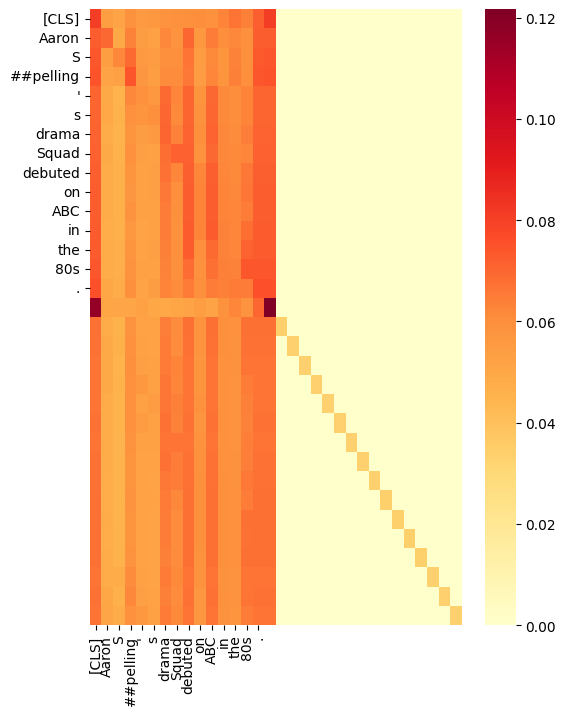 [CLS]
Aaron
S
##pelling
'
s
drama
Squad
debuted
on
ABC
in
the
80s
.
[CLS]
Aaron
S
##pelling
'
s
drama
Squad
debuted
on
ABC
in
the
80s
.
0.12
0.10
0.08
0.06
0.04
0.02
0.00